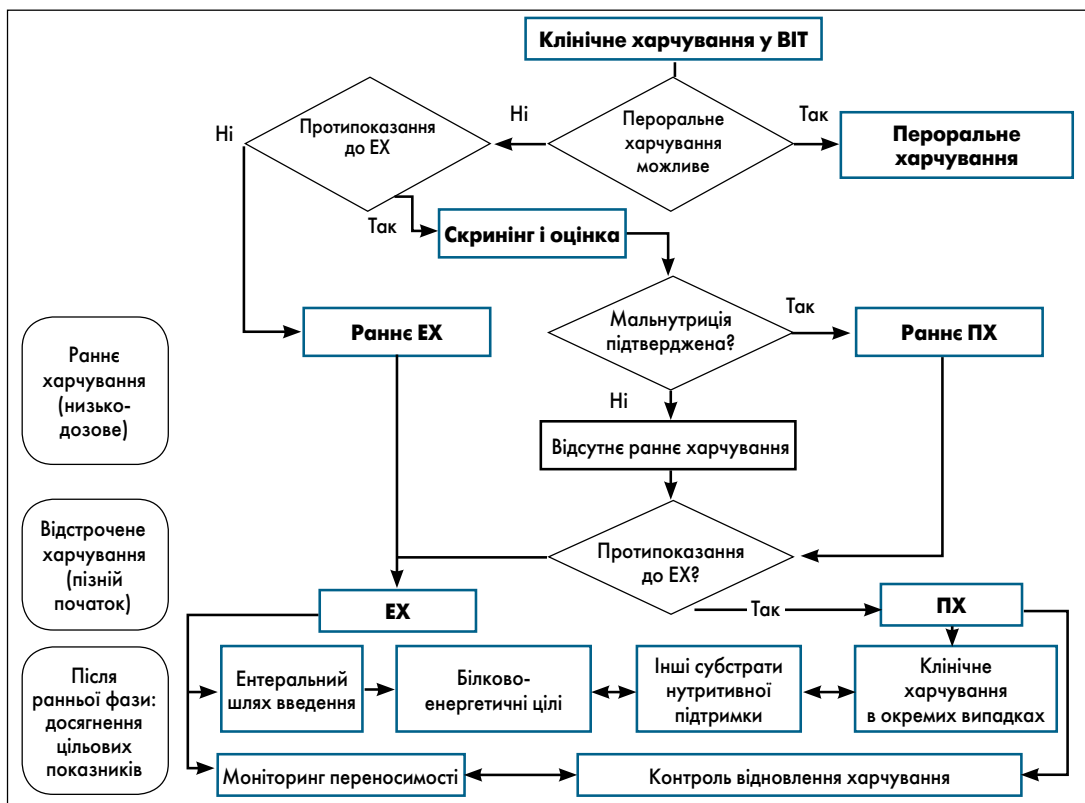 Клінічне харчування у ВІТ
Ні
Протипоказання
до ЕХ
Ні
Пероральне
харчування
можливе
Так
Пероральне
харчування
Так
Скринінг і оцінка
Мальнутриція
підтверджена?
Так
Раннє
харчування
(низько-
дозове)
Раннє ЕХ
Раннє ПХ
Ні
Відсутнє раннє харчування
Відстрочене
харчування
(пізній
початок)
Протипоказання
до ЕХ?
ЕХ
Так
ПХ
Після
ранньої фази:
досягнення
цільових
показників
Ентеральний
шлях введення
Білково-
енергетичні цілі
Інші субстрати
нутритивної
підтримки
Клінічне
харчування
в окремих випадках
Моніторинг переносимості
Контроль відновлення харчування